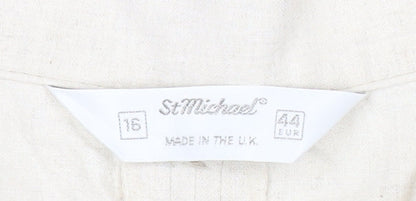 St Michael®
16
44
EUR
MADE IN THE U.K.